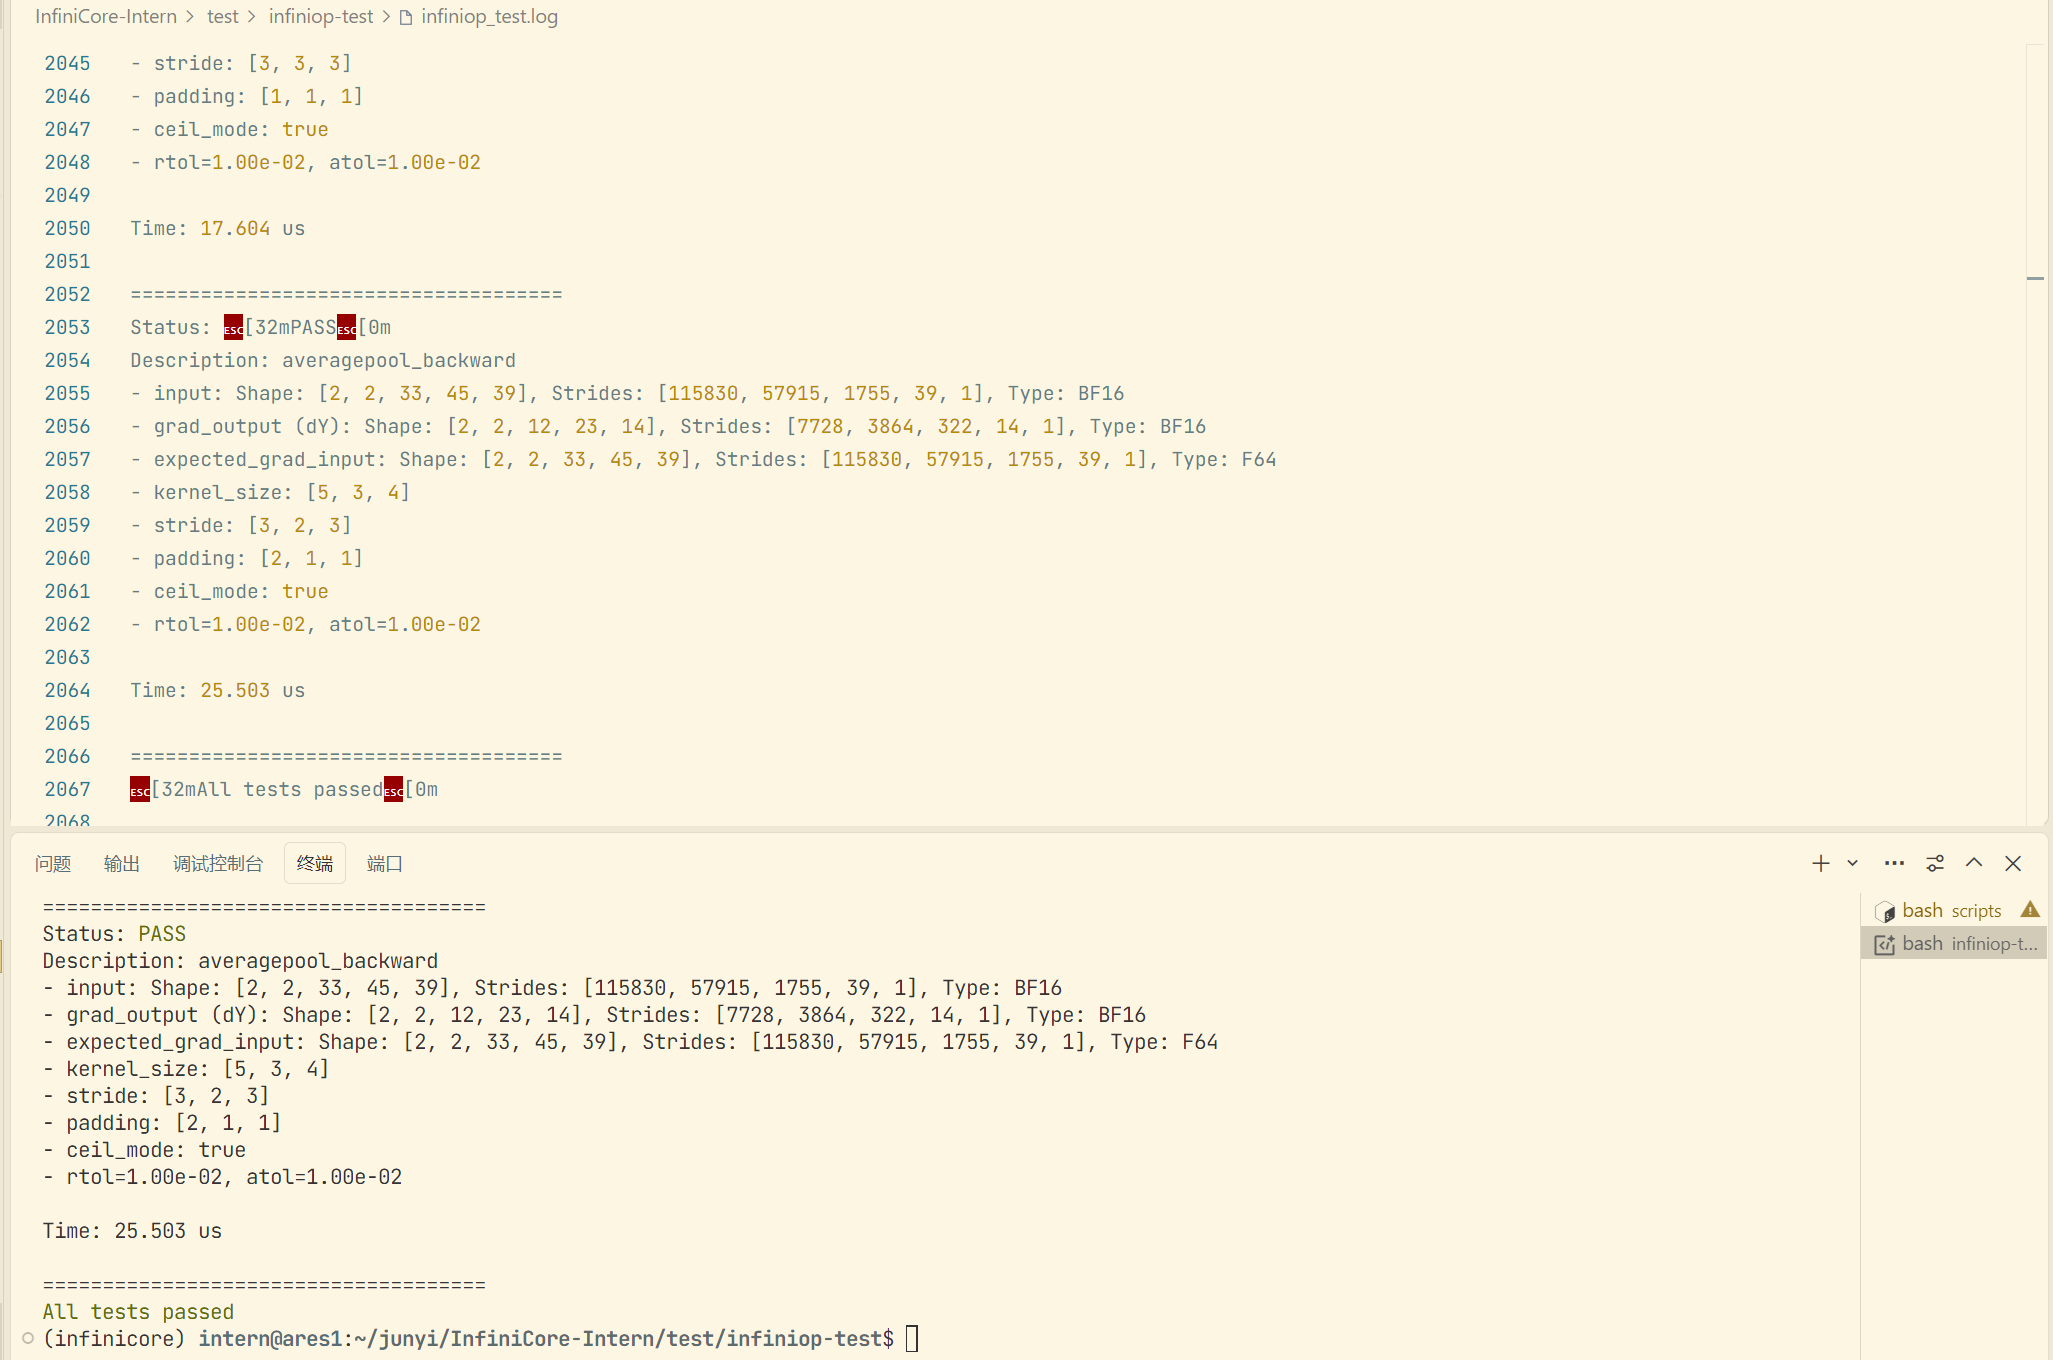 InfiniCore-Intern > test > infiniop-test > infiniop_test.log
2045 - stride: [3, 3, 3]
2046 - padding: [1, 1, 1]
2047 - ceil_mode: true
2048 - rtol=1.00e-02, atol=1.00e-02
2049
2050 Time: 17.604 us
2051
2052 =====================================
2053 Status: ESC[32mPASSESC[0m
2054 Description: averagepool_backward
2055 - input: Shape: [2, 2, 33, 45, 39], Strides: [115830, 57915, 1755, 39, 1], Type: BF16
2056 - grad_output (dY): Shape: [2, 2, 12, 23, 14], Strides: [7728, 3864, 322, 14, 1], Type: BF16
2057 - expected_grad_input: Shape: [2, 2, 33, 45, 39], Strides: [115830, 57915, 1755, 39, 1], Type: F64
2058 - kernel_size: [5, 3, 4]
2059 - stride: [3, 2, 3]
2060 - padding: [2, 1, 1]
2061 - ceil_mode: true
2062 - rtol=1.00e-02, atol=1.00e-02
2063
2064 Time: 25.503 us
2065
2066 =====================================
2067 ESC[32mAll tests passedESC[0m
2068
问题 输出 调试控制台 终端 端口
=====================================
Status: PASS
Description: averagepool_backward
- input: Shape: [2, 2, 33, 45, 39], Strides: [115830, 57915, 1755, 39, 1], Type: BF16
- grad_output (dY): Shape: [2, 2, 12, 23, 14], Strides: [7728, 3864, 322, 14, 1], Type: BF16
- expected_grad_input: Shape: [2, 2, 33, 45, 39], Strides: [115830, 57915, 1755, 39, 1], Type: F64
- kernel_size: [5, 3, 4]
- stride: [3, 2, 3]
- padding: [2, 1, 1]
- ceil_mode: true
- rtol=1.00e-02, atol=1.00e-02
Time: 25.503 us
=====================================
All tests passed
(infinicore) intern@ares1:~/junyi/InfiniCore-Intern/test/infiniop-test$
bash scripts
bash infiniop-t...